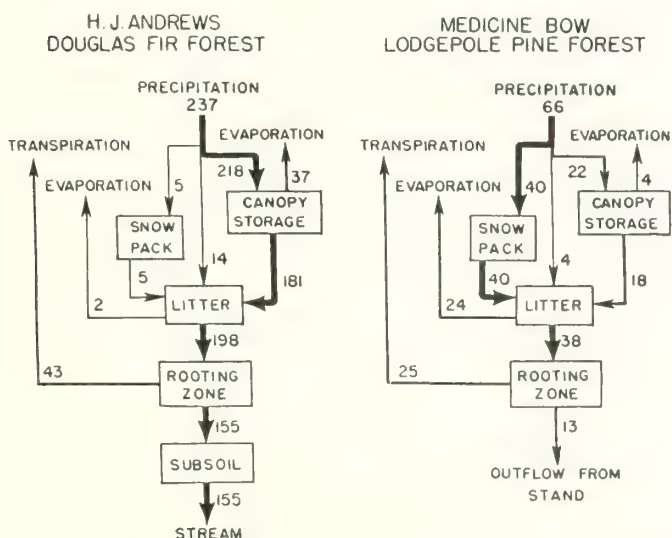 H. J. ANDREWS
DOUGLAS FIR FOREST
PRECIPITATION
237
TRANSPIRATION
EVAPORATION
EVAPORATION
5
218
37
CANOPY
STORAGE
SNOW
PACK
5
14
181
2
LITTER
198
43
ROOTING
ZONE
155
SUBSOIL
155
STREAM
MEDICINE BOW
LODGEPOLE PINE FOREST
PRECIPITATION
66
TRANSPIRATION
EVAPORATION
EVAPORATION
40
22
4
CANOPY
STORAGE
SNOW
PACK
40
4
18
24
LITTER
38
25
ROOTING
ZONE
13
OUTFLOW FROM
STAND